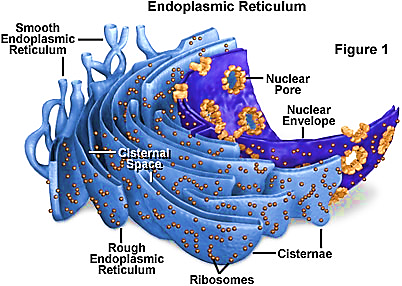 Endoplasmic Reticulum
Smooth
Endoplasmic
Reticulum
Figure 1
Nuclear
Pore
Nuclear
Envelope
Cisternal
Space
Rough
Endoplasmic
Reticulum
Ribosomes
Cisternae